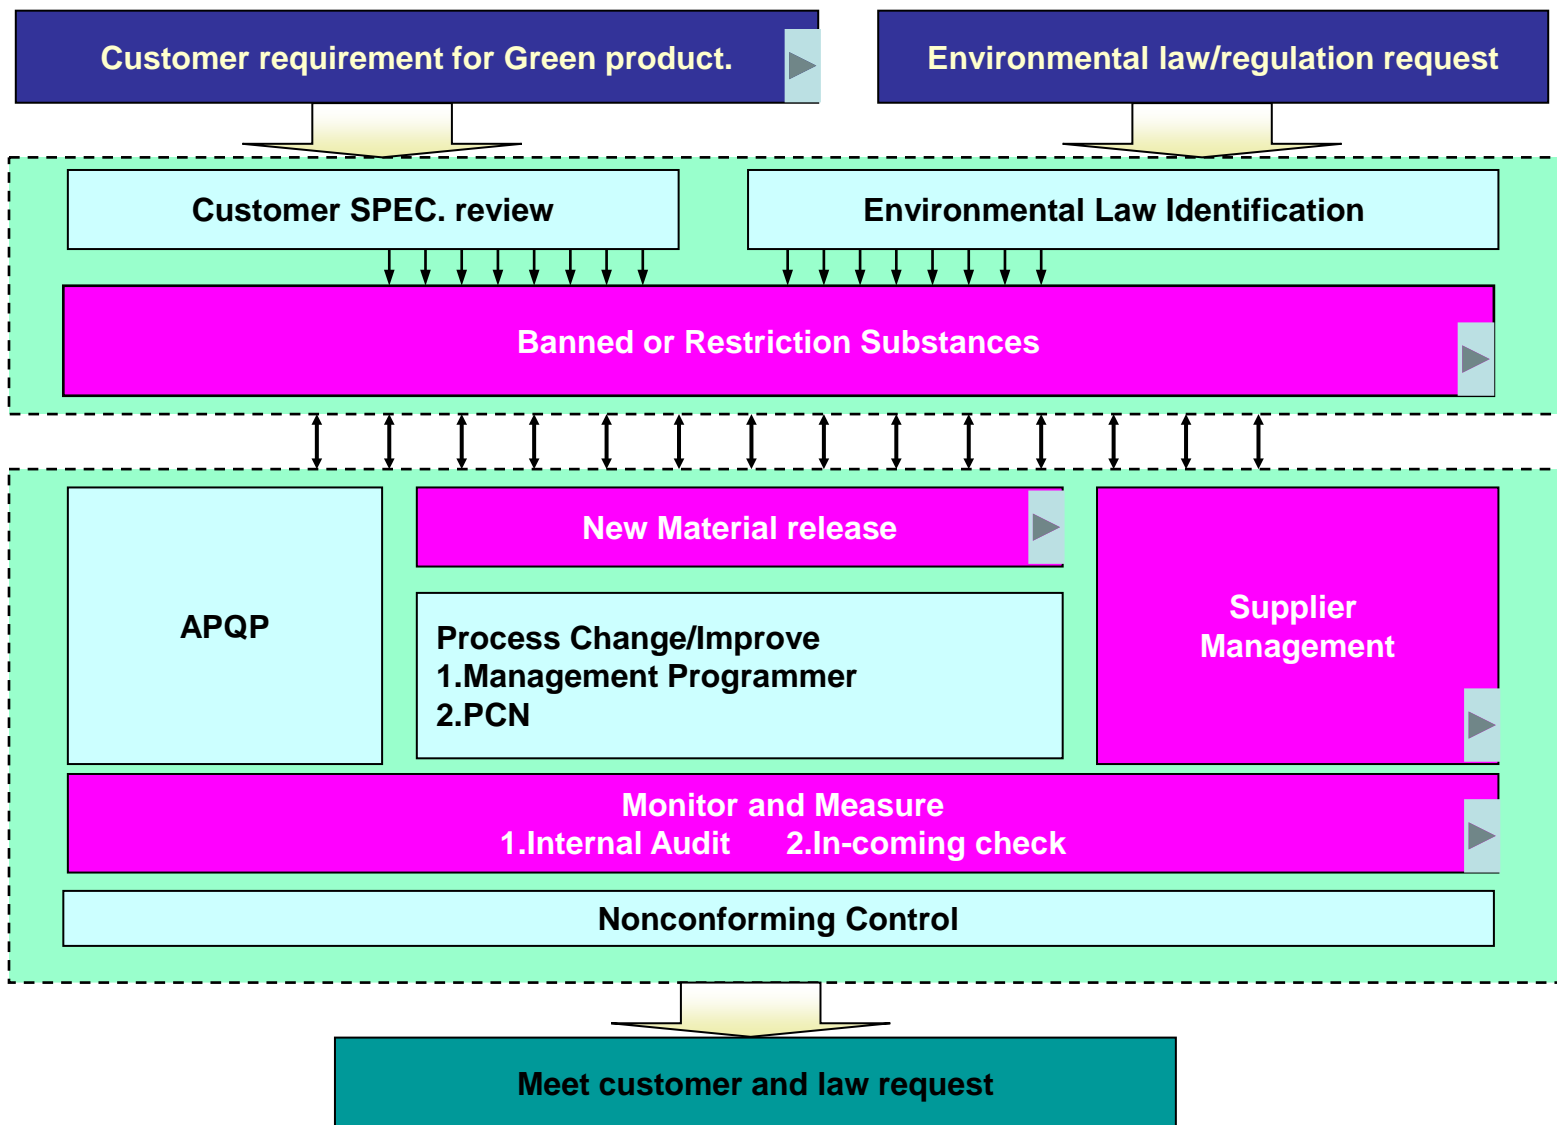 Customer requirement for Green product.
Environmental law/regulation request
Customer SPEC. review
Environmental Law Identification
Banned or Restriction Substances
APQP
New Material release
Process Change/Improve
1.Management Programmer
2.PCN
Supplier
Management
Monitor and Measure
1.Internal Audit 2.In-coming check
Nonconforming Control
Meet customer and law request